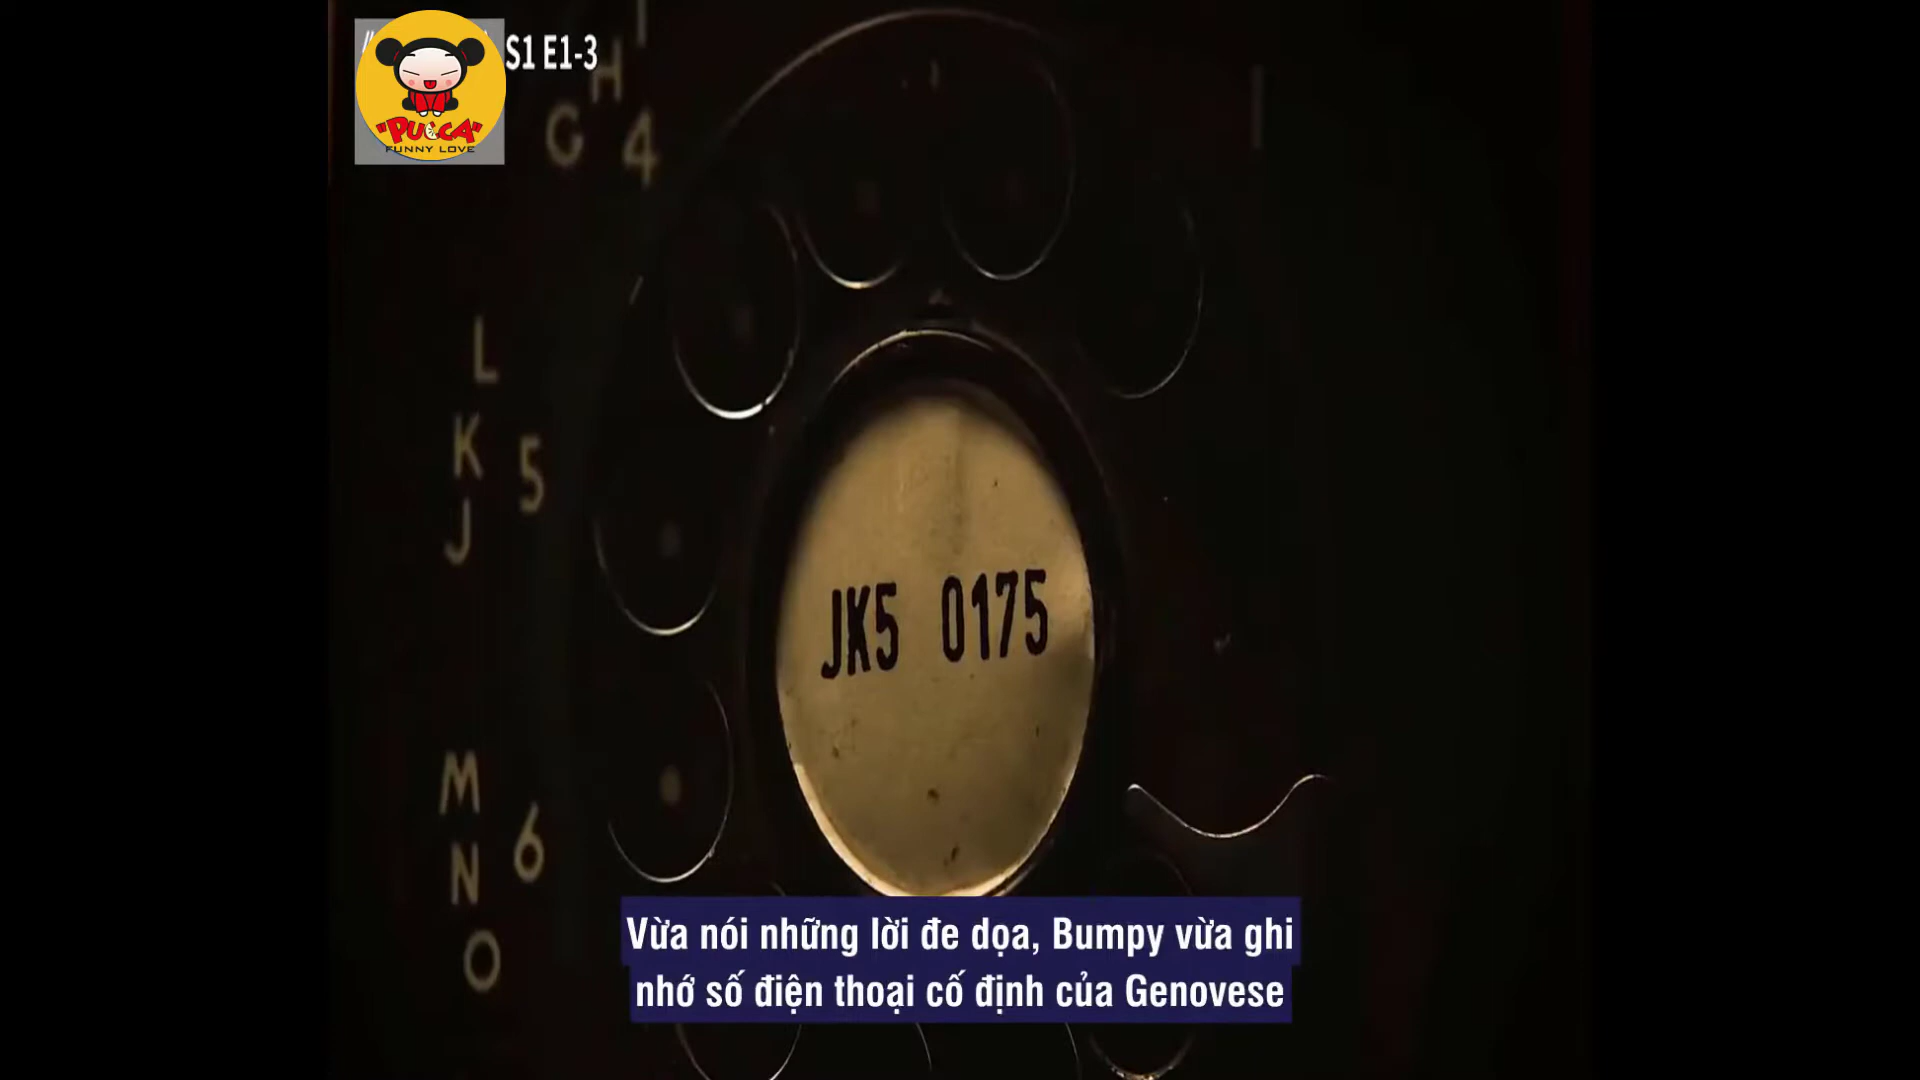 S1 E1-3
"PUCCA"
FUNNY LOVE
H
G 4
L
K 5
J
JK5 0175
M
N 6
O
Vừa nói những lời đe dọa, Bumpy vừa ghi
nhớ số điện thoại cố định của Genovese